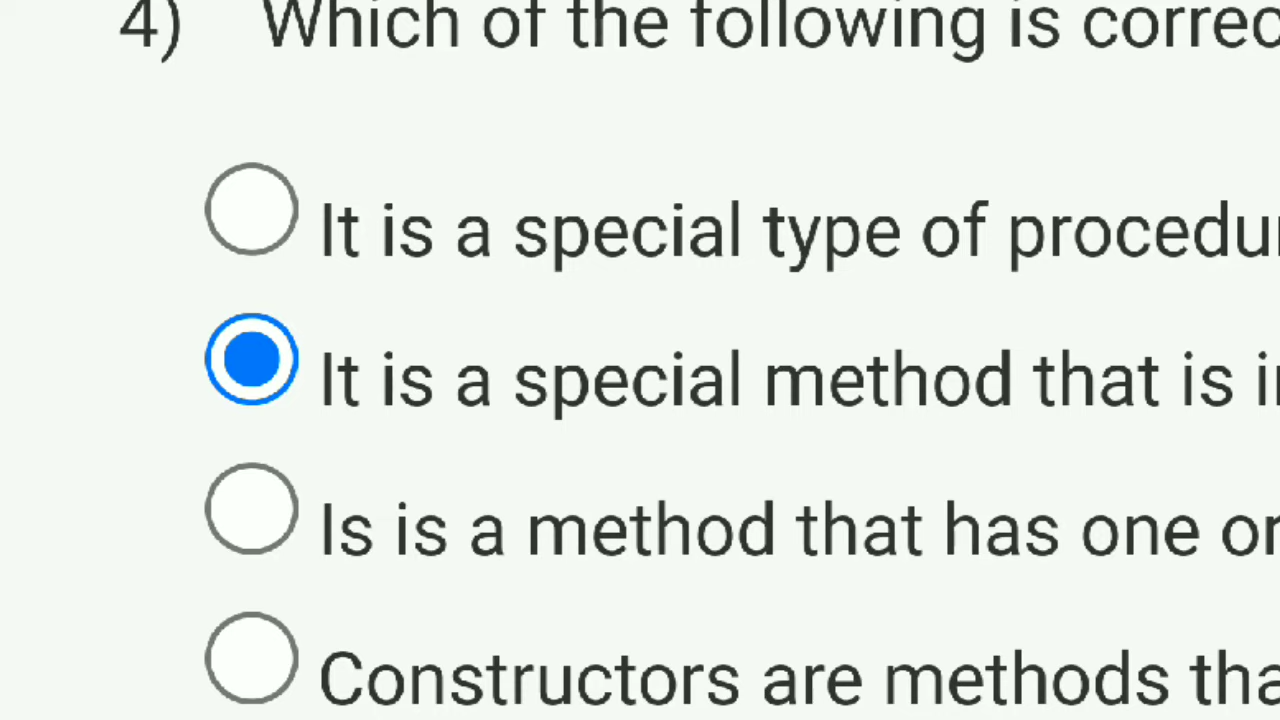 4) Which of the following is correc
It is a special type of procedu
It is a special method that is i
Is is a method that has one or
Constructors are methods tha